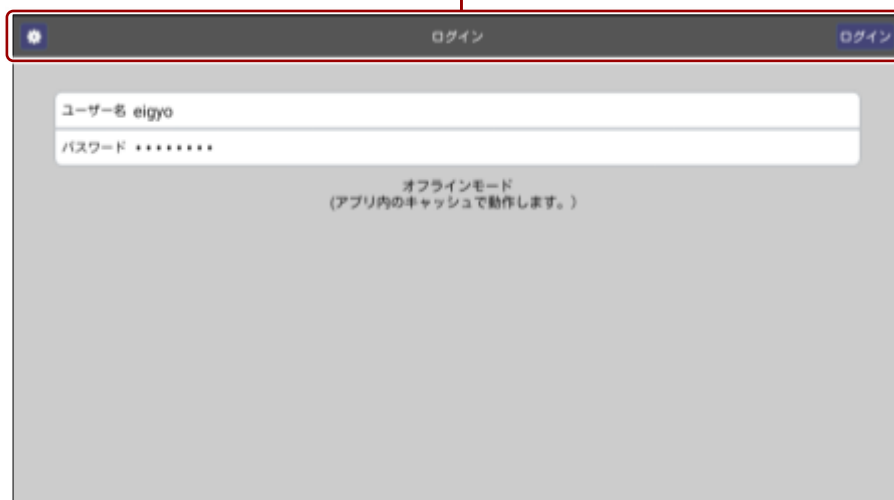 ログイン ログイン
ユーザー名 eigyo
パスワード ••••••••
オフラインモード
(アプリ内のキャッシュで動作します。)